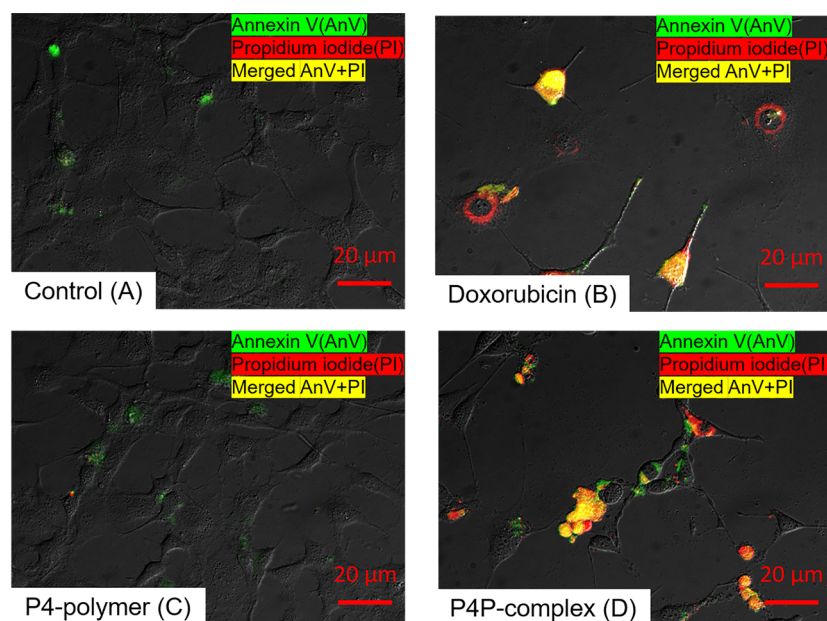 Annexin V(AnV)
Propidium iodide(PI)
Merged AnV+PI
20 µm
Control (A)
Annexin V(AnV)
Propidium iodide(PI)
Merged AnV+PI
20 µm
Doxorubicin (B)
Annexin V(AnV)
Propidium iodide(PI)
Merged AnV+PI
20 µm
P4-polymer (C)
Annexin V(AnV)
Propidium iodide(PI)
Merged AnV+PI
20 µm
P4P-complex (D)